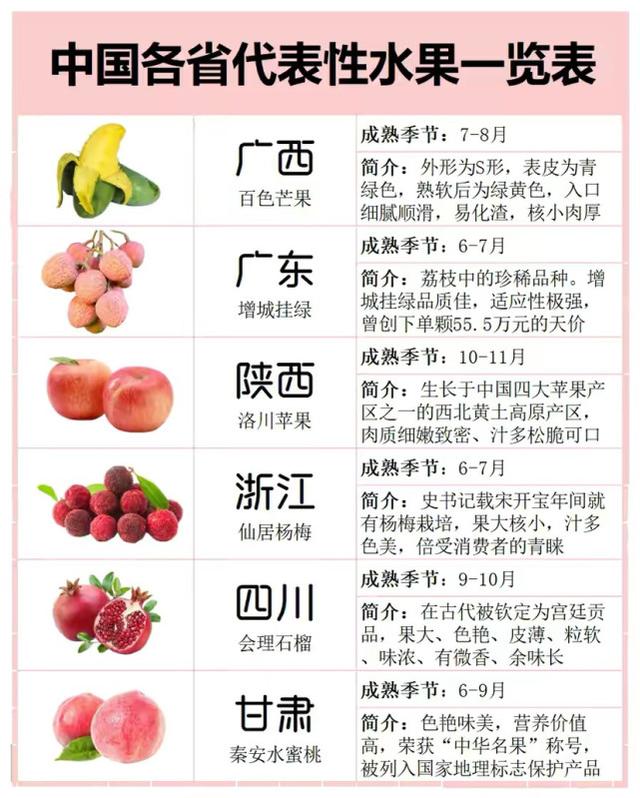 中国各省代表性水果一览表
广西
百色芒果
成熟季节：7-8月
简介：外形为S形，表皮为青
绿色，熟软后为绿黄色，入口
细腻顺滑，易化渣，核小肉厚
广东
增城挂绿
成熟季节：6-7月
简介：荔枝中的珍稀品种。增
城挂绿品质佳，适应性极强，
曾创下单颗55.5万元的天价
陕西
洛川苹果
成熟季节：10-11月
简介：生长于中国四大苹果产
区之一的西北黄土高原产区，
肉质细嫩致密、汁多松脆可口
浙江
仙居杨梅
成熟季节：6-7月
简介：史书记载宋开宝年间就
有杨梅栽培，果大核小，汁多
色美，倍受消费者的青睐
四川
会理石榴
成熟季节：9-10月
简介：在古代被钦定为宫廷贡
品，果大、色艳、皮薄、粒软
、味浓、有微香、余味长
甘肃
秦安水蜜桃
成熟季节：6-9月
简介：色艳味美，营养价值
高，荣获“中华名果”称号，
被列入国家地理标志保护产品